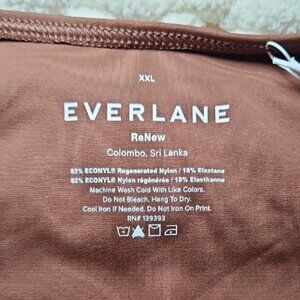 XXL
EVERLANE
ReNew
Colombo, Sri Lanka
82% ECONYL® Regenerated Nylon / 18% Elastane
82% ECONYL® Nylon régénérée / 18% Elasthanne
Machine Wash Cold With Like Colors.
Do Not Bleach. Hang To Dry.
Cool Iron If Needed. Do Not Iron On Print.
RN# 139393